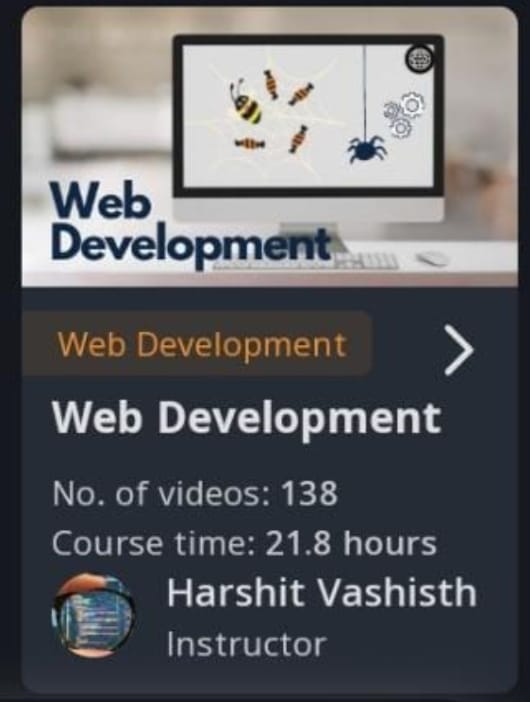 Web
Development
Web Development
Web Development
No. of videos: 138
Course time: 21.8 hours
Harshit Vashisth
Instructor